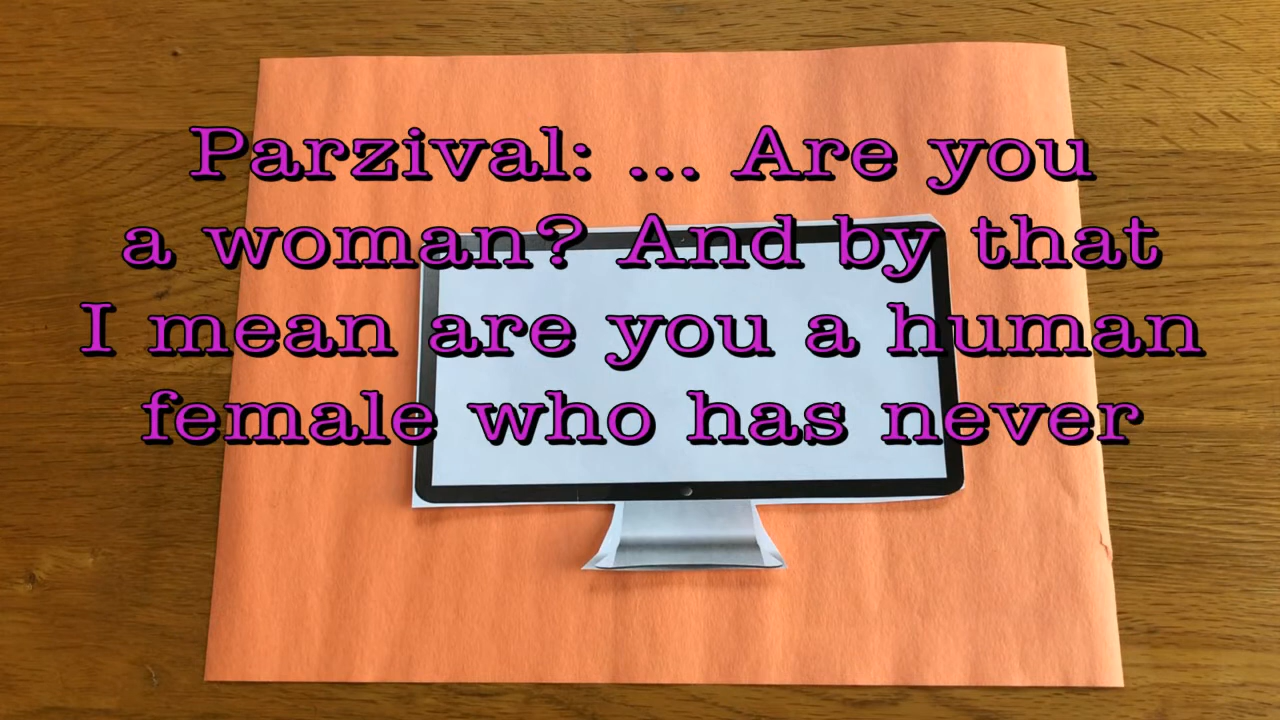 Parzival: ... Are you
a woman? And by that
I mean are you a human
female who has never